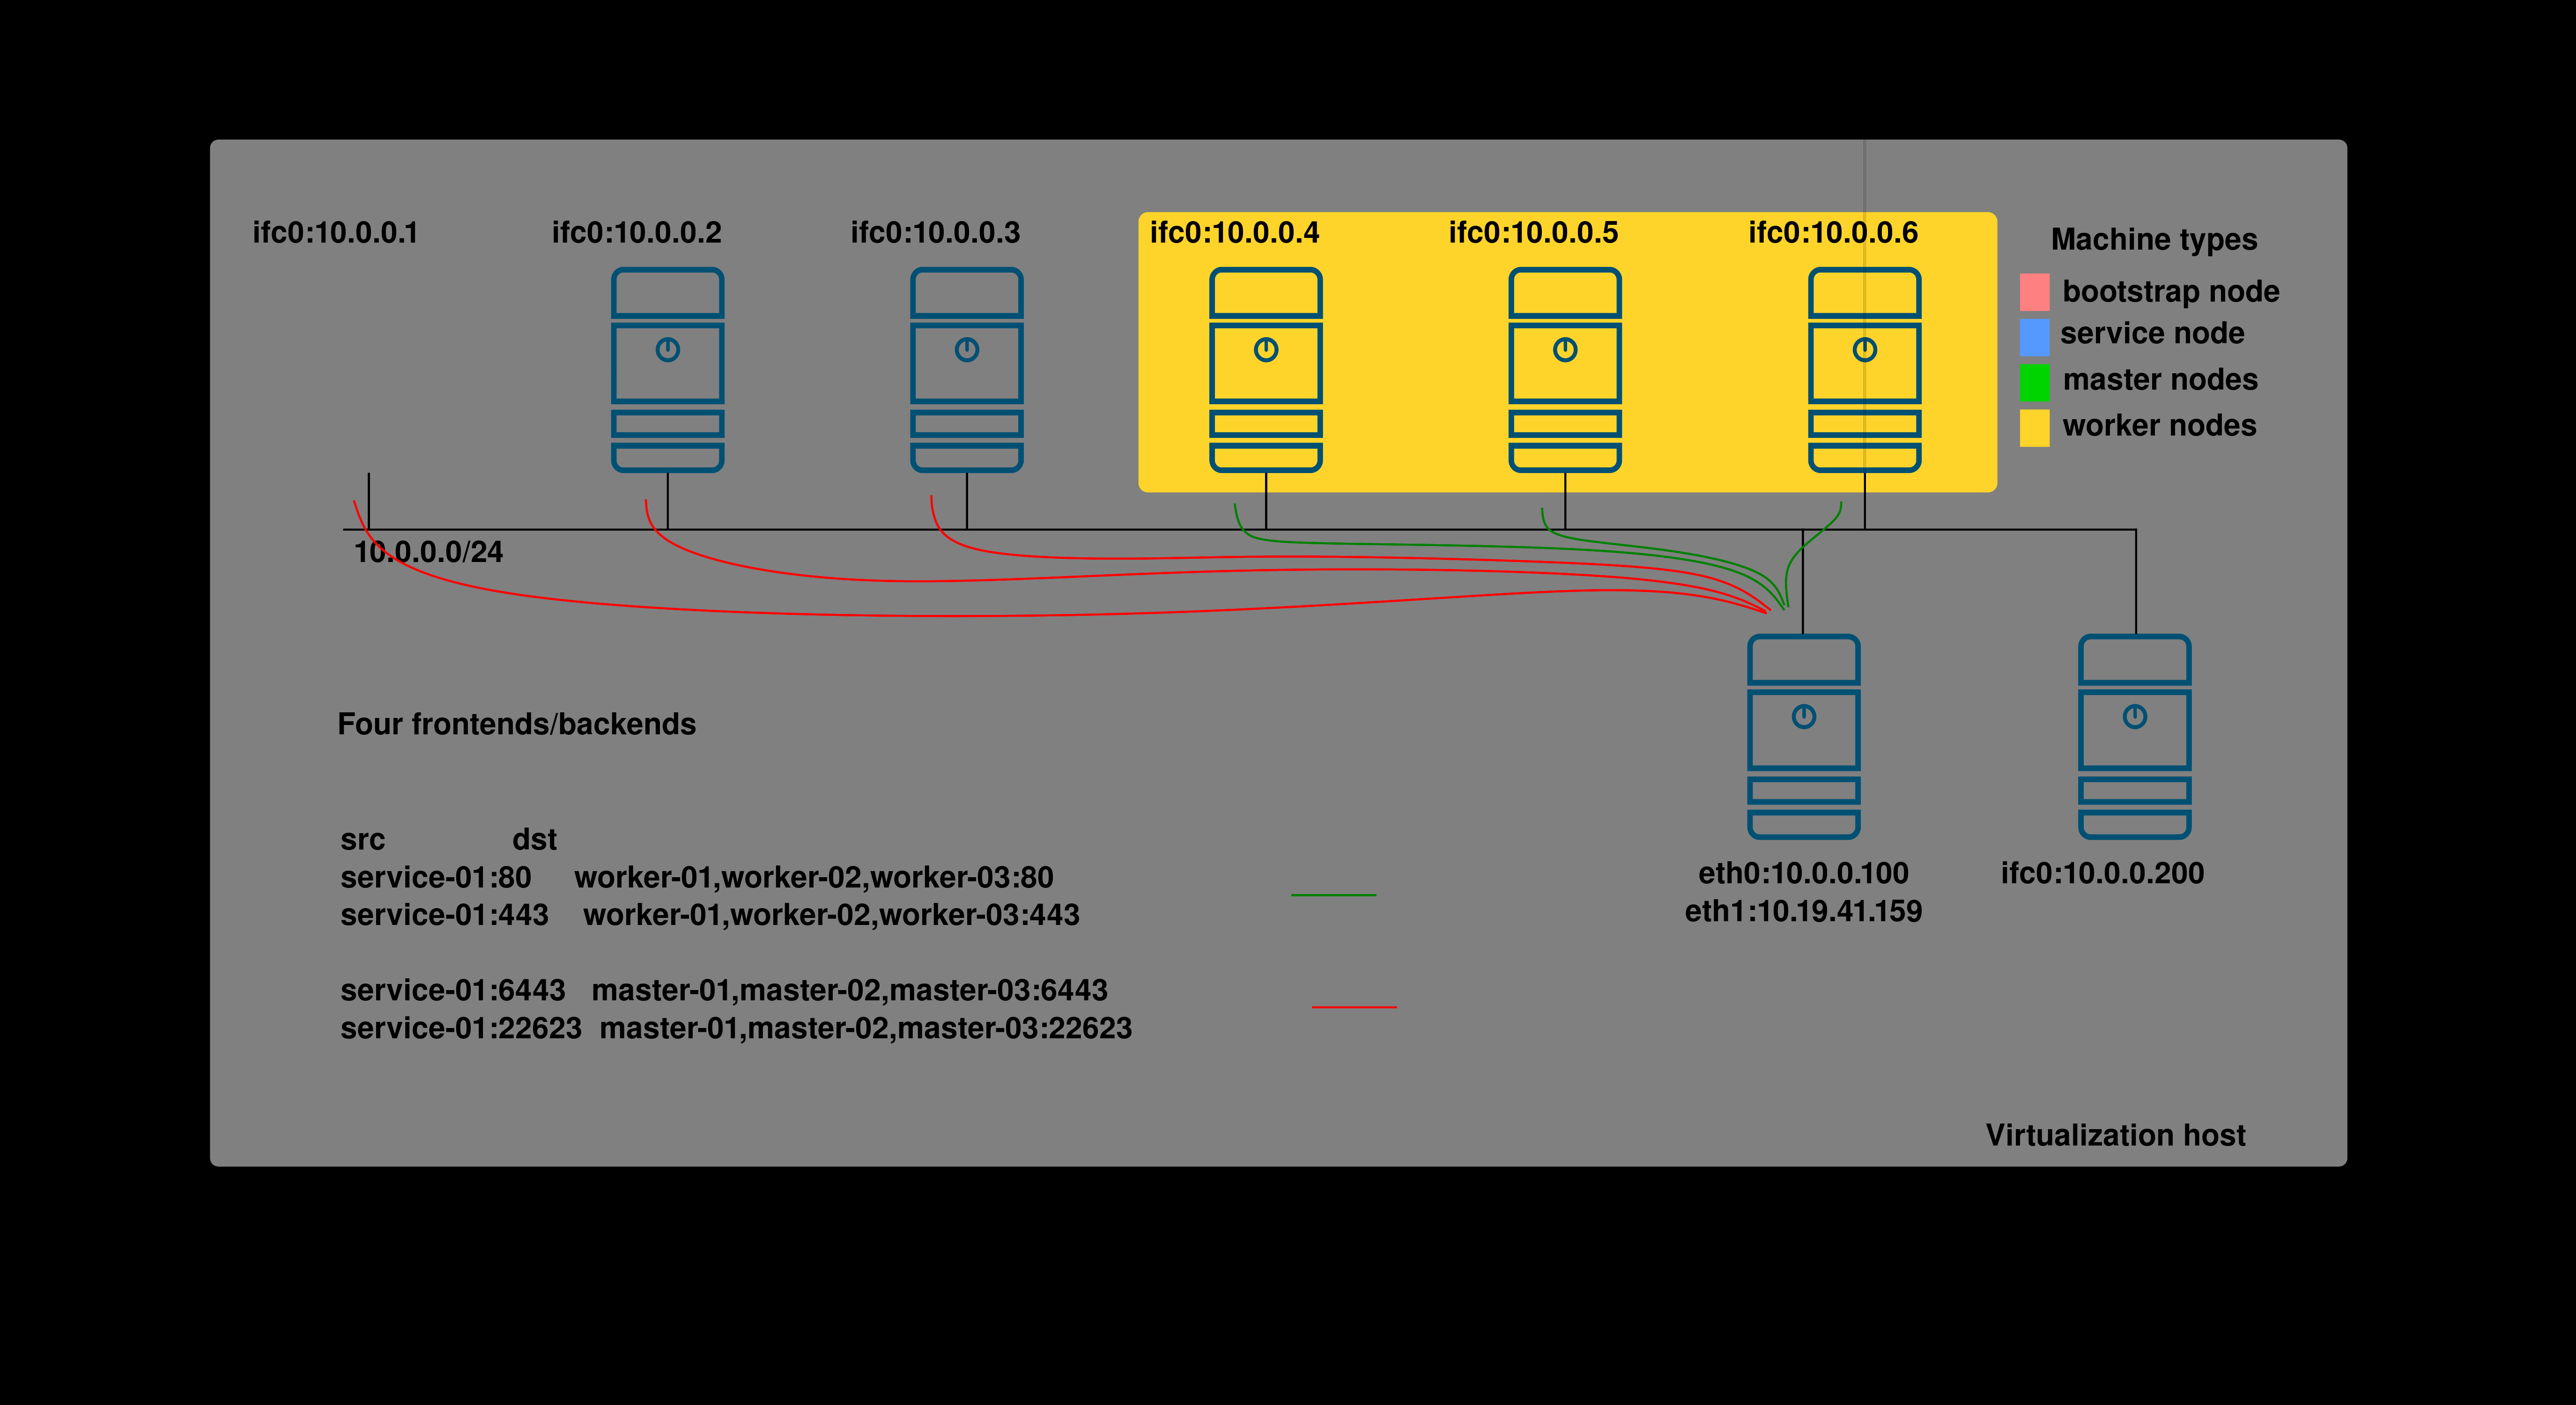 ifc0:10.0.0.1
ifc0:10.0.0.2
ifc0:10.0.0.3
ifc0:10.0.0.4
ifc0:10.0.0.5
ifc0:10.0.0.6
Machine types
bootstrap node
service node
master nodes
worker nodes
10.0.0.0/24
Four frontends/backends
src dst
service-01:80 worker-01,worker-02,worker-03:80
service-01:443 worker-01,worker-02,worker-03:443
service-01:6443 master-01,master-02,master-03:6443
service-01:22623 master-01,master-02,master-03:22623
eth0:10.0.0.100
eth1:10.19.41.159
ifc0:10.0.0.200
Virtualization host